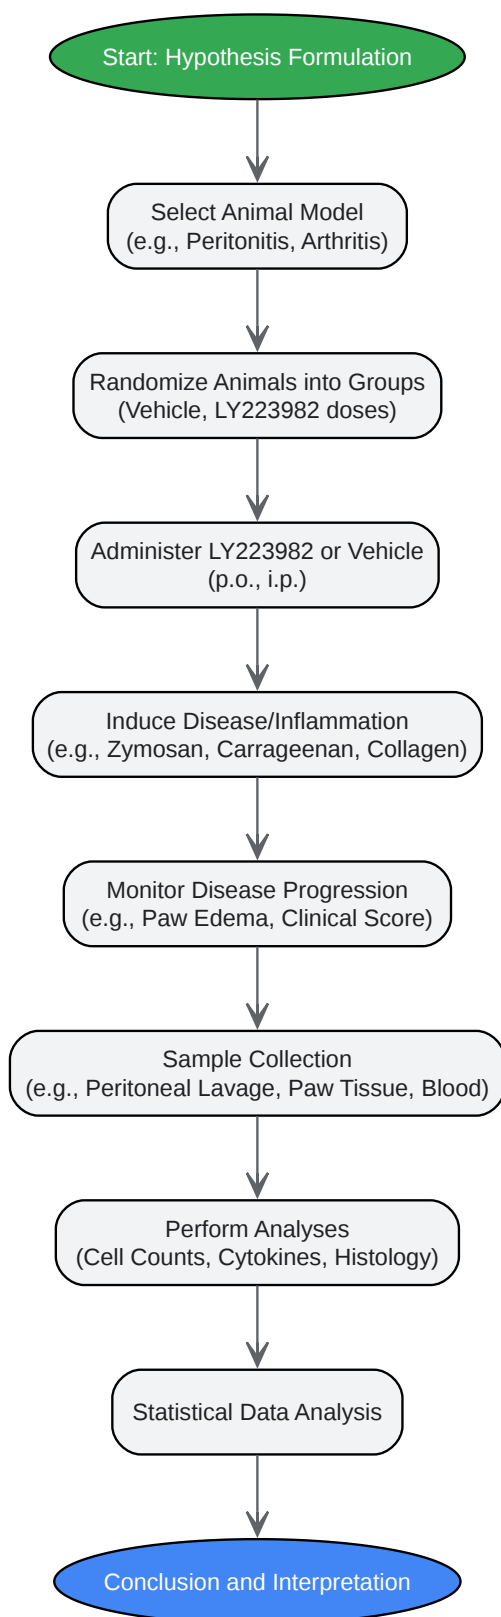 Start: Hypothesis Formulation
Select Animal Model
(e.g., Peritonitis, Arthritis)
Randomize Animals into Groups
(Vehicle, LY223982 doses)
Administer LY223982 or Vehicle
(p.o., i.p.)
Induce Disease/Inflammation
(e.g., Zymosan, Carrageenan, Collagen)
Monitor Disease Progression
(e.g., Paw Edema, Clinical Score)
Sample Collection
(e.g., Peritoneal Lavage, Paw Tissue, Blood)
Perform Analyses
(Cell Counts, Cytokines, Histology)
Statistical Data Analysis
Conclusion and Interpretation